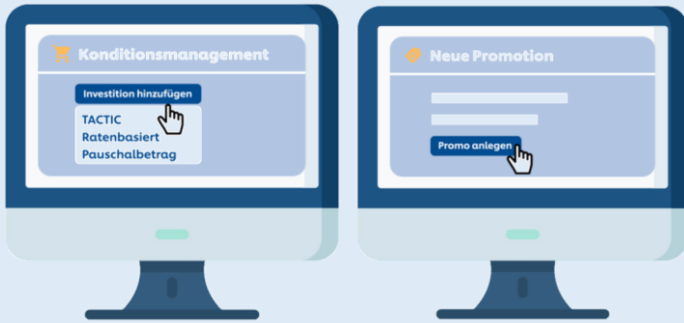 Konditionsmanagement
Investition hinzufügen
TACTIC
Ratenbasiert
Pauschalbetrag
Neue Promotion
Promo anlegen